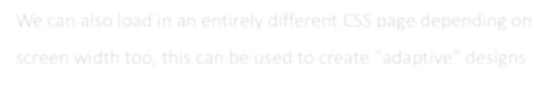 We can also load in an entirely different CSS page depending on
screen width too, this can be used to create “adaptive” designs